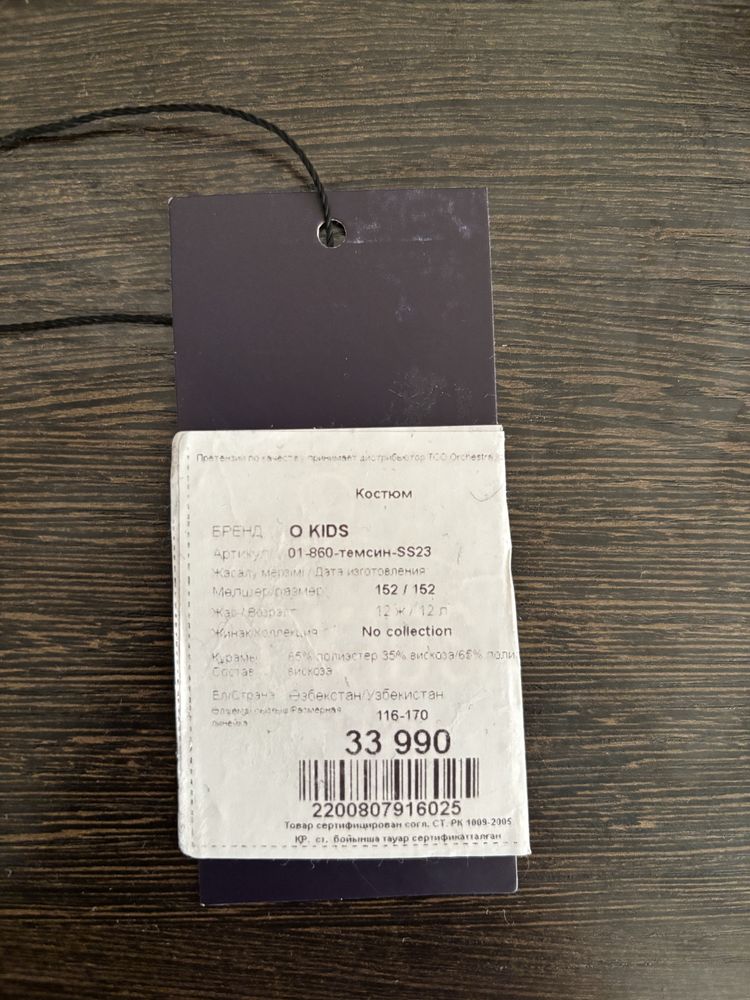 Претензии по качеству принимает дистрибьютор ТОО Orchestra
Костюм
БРЕНД O KIDS
Артикул 01-860-темсин-SS23
Жасалу мерзімі / Дата изготовления
Мөлшер/размер 152 / 152
Жас / Возраст 12 ж / 12 л
Жинақ/коллекция No collection
Құрамы 65% полиэстер 35% вискоза/65% поли
Состав вискоза
Ел/Страна Өзбекстан/Узбекистан
Размерная
линейка 116-170
33 990
2200807916025
Товар сертифицирован согл. СТ. РК 1009-2005
ҚР. ст. бойынша тауар сертификатталған